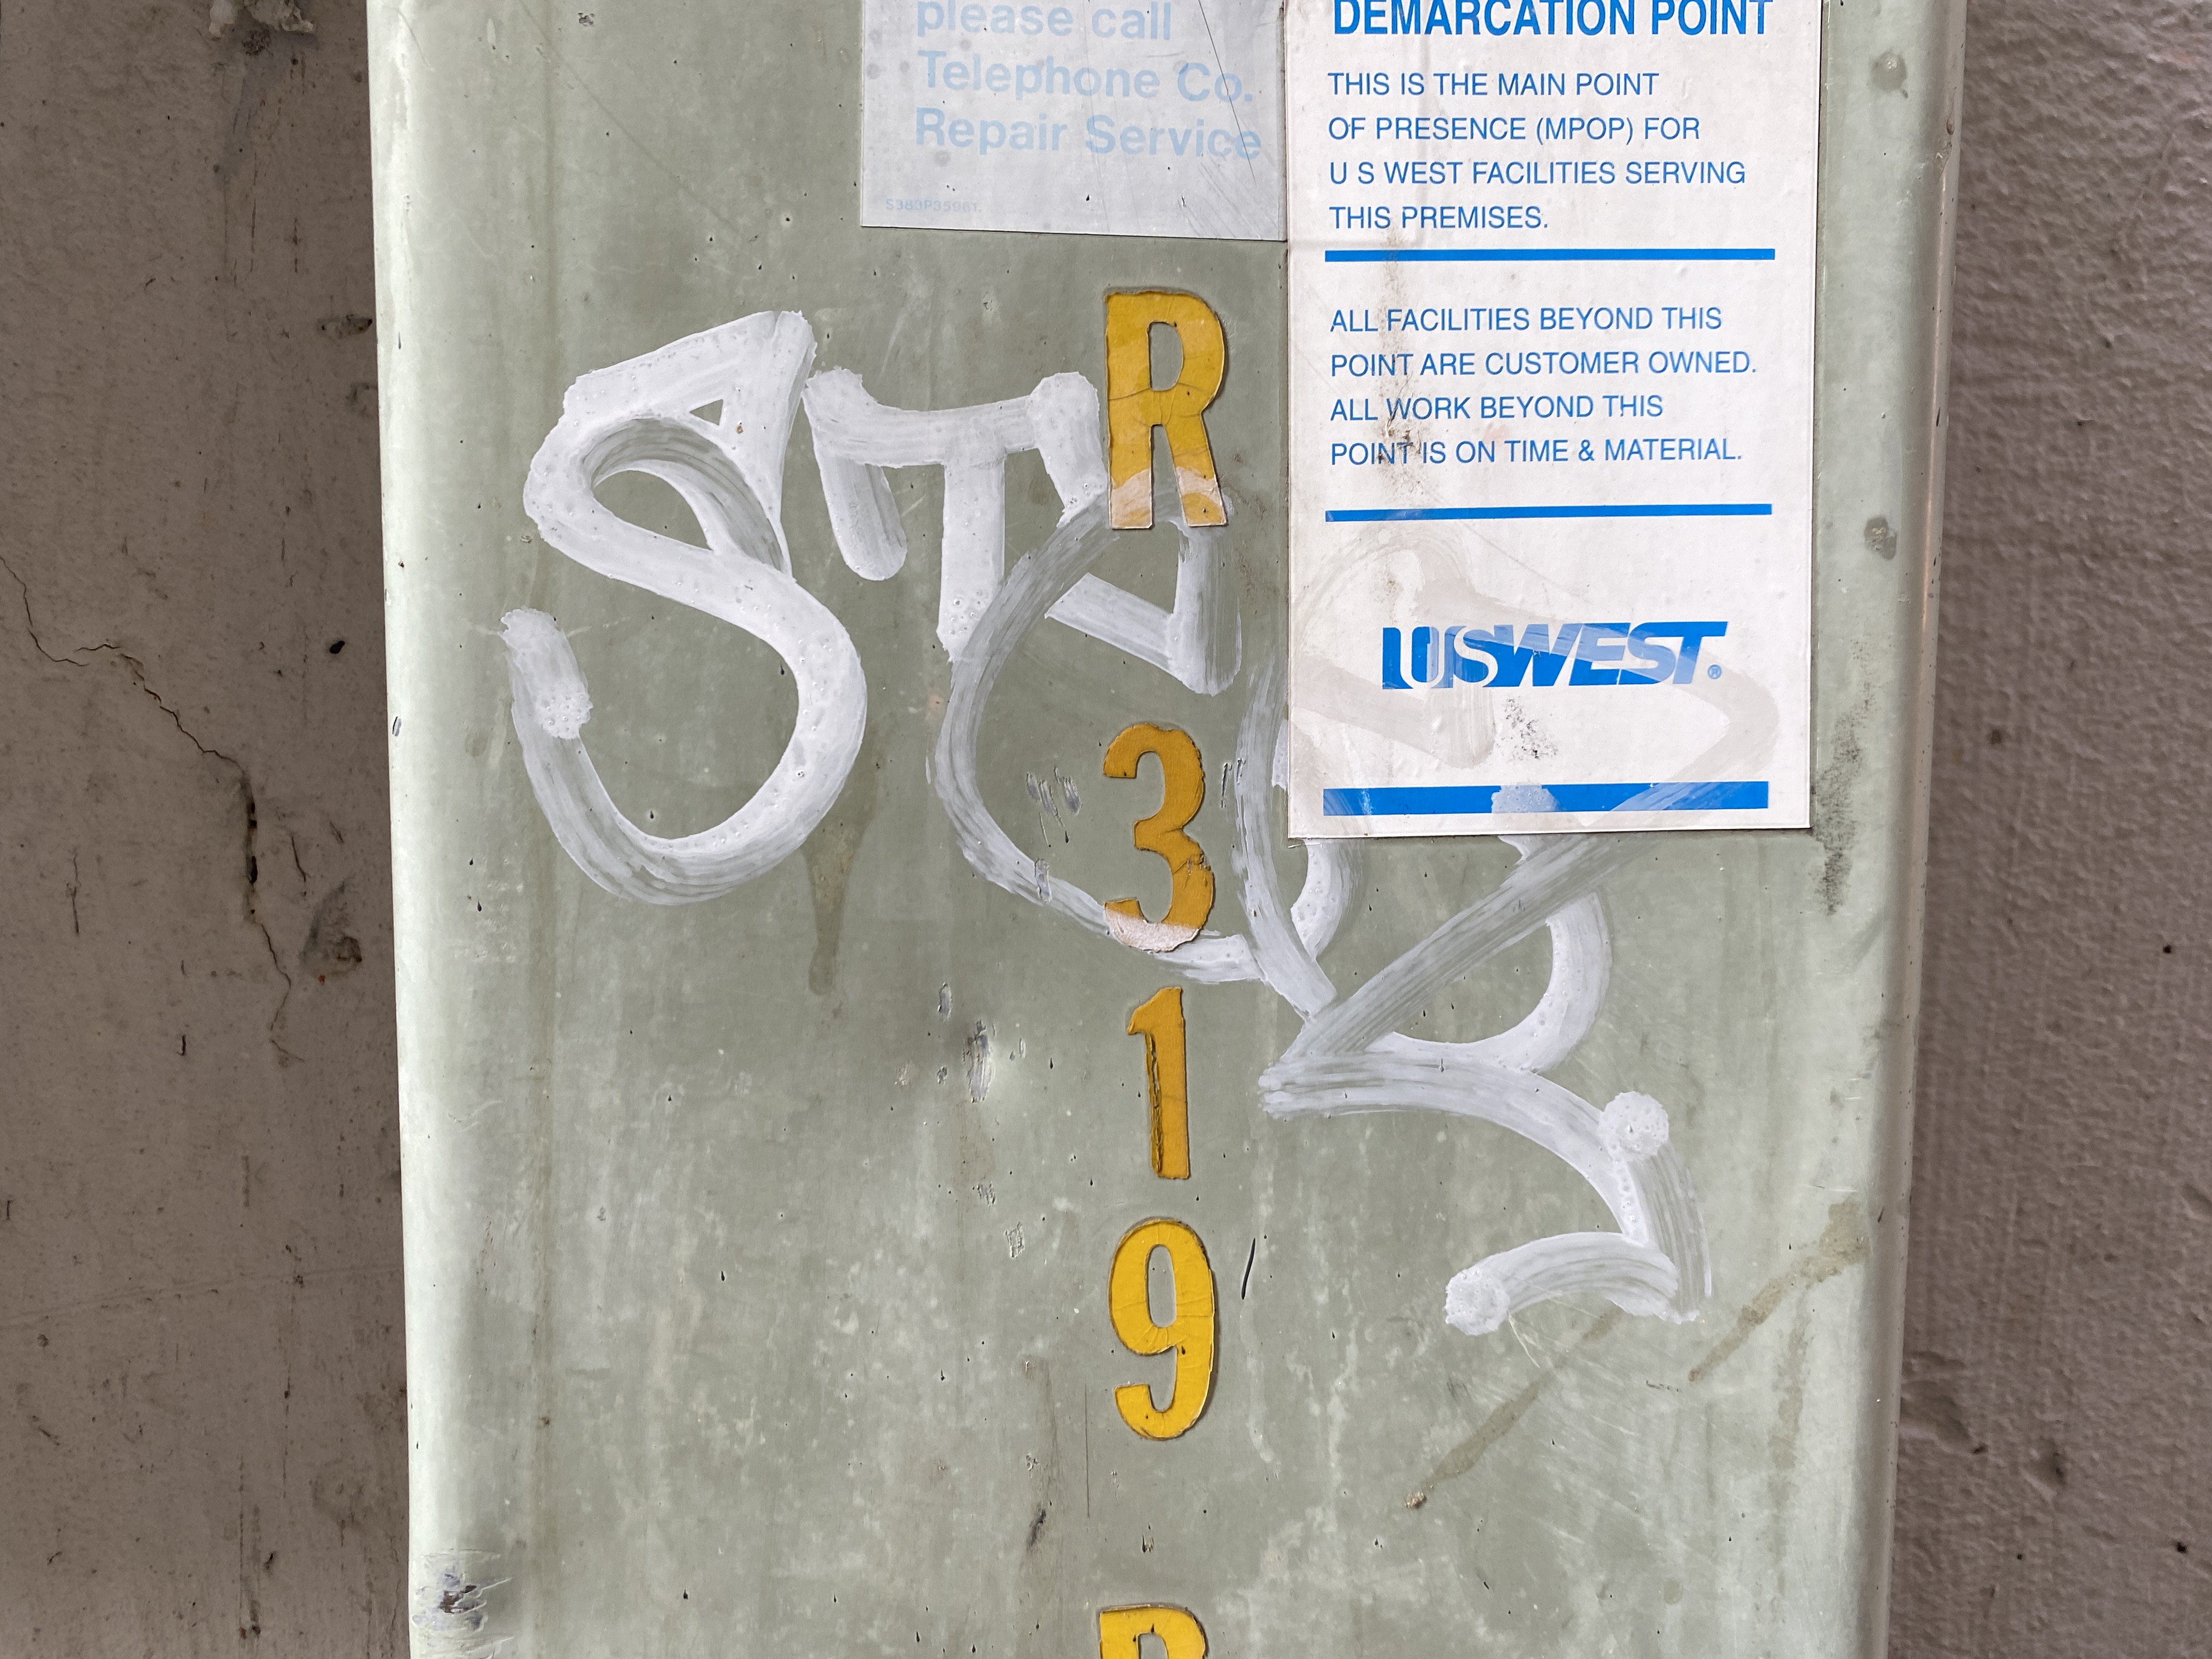 please call
Telephone Co.
Repair Service
DEMARCATION POINT
THIS IS THE MAIN POINT
OF PRESENCE (MPOP) FOR
U S WEST FACILITIES SERVING
THIS PREMISES.
ALL FACILITIES BEYOND THIS
POINT ARE CUSTOMER OWNED.
ALL WORK BEYOND THIS
POINT IS ON TIME & MATERIAL.
USWEST®
R
3
1
9